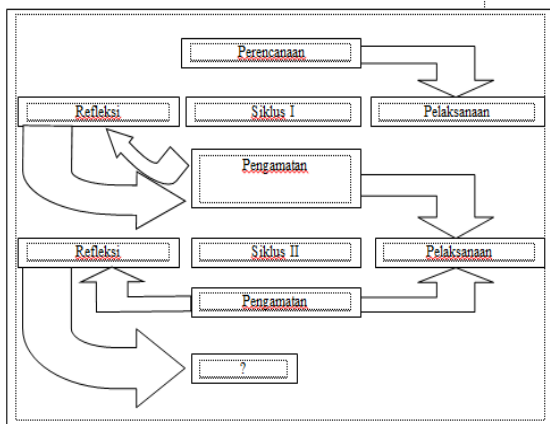 Perencanaan
Refleksi
Siklus I
Pelaksanaan
Pengamatan
Refleksi
Siklus II
Pelaksanaan
Pengamatan
?